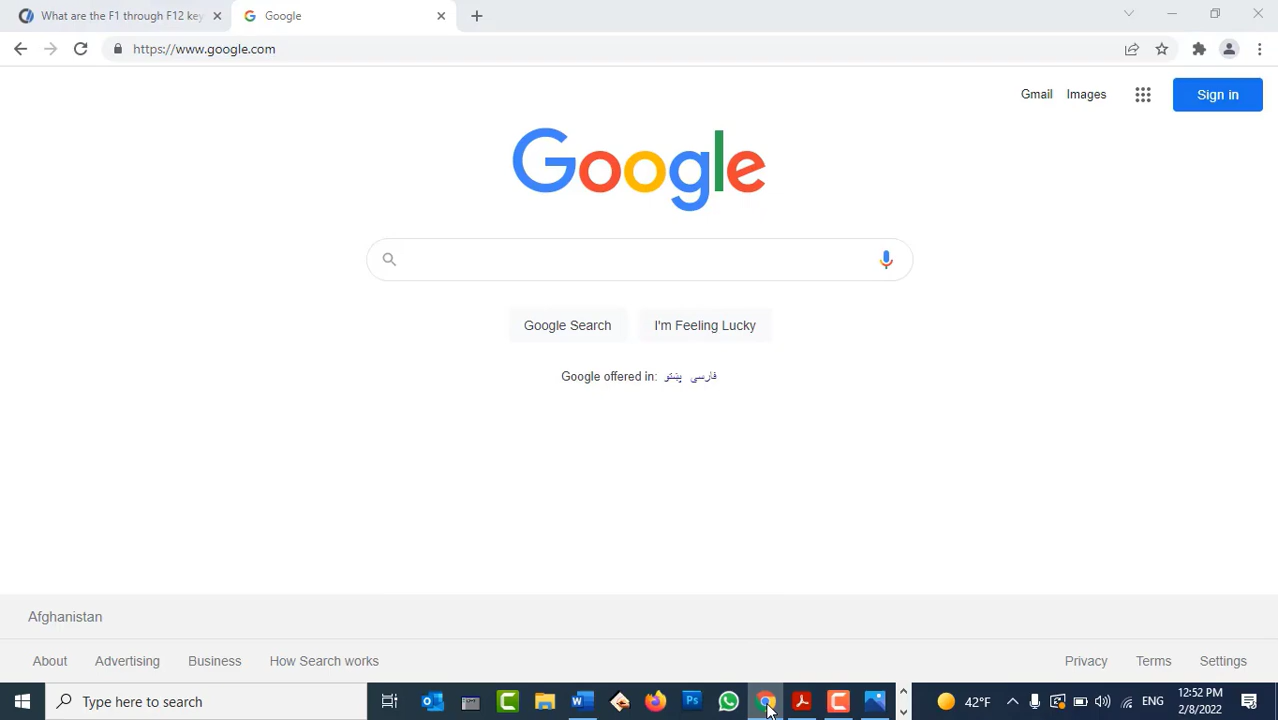 What are the F1 through F12 key
Google
https://www.google.com
Gmail Images Sign in
Google
Google Search I'm Feeling Lucky
Google offered in: فارسی پښتو
Afghanistan
About Advertising Business How Search works Privacy Terms Settings
Type here to search
Ps
42°F
ENG
12:52 PM
2/8/2022